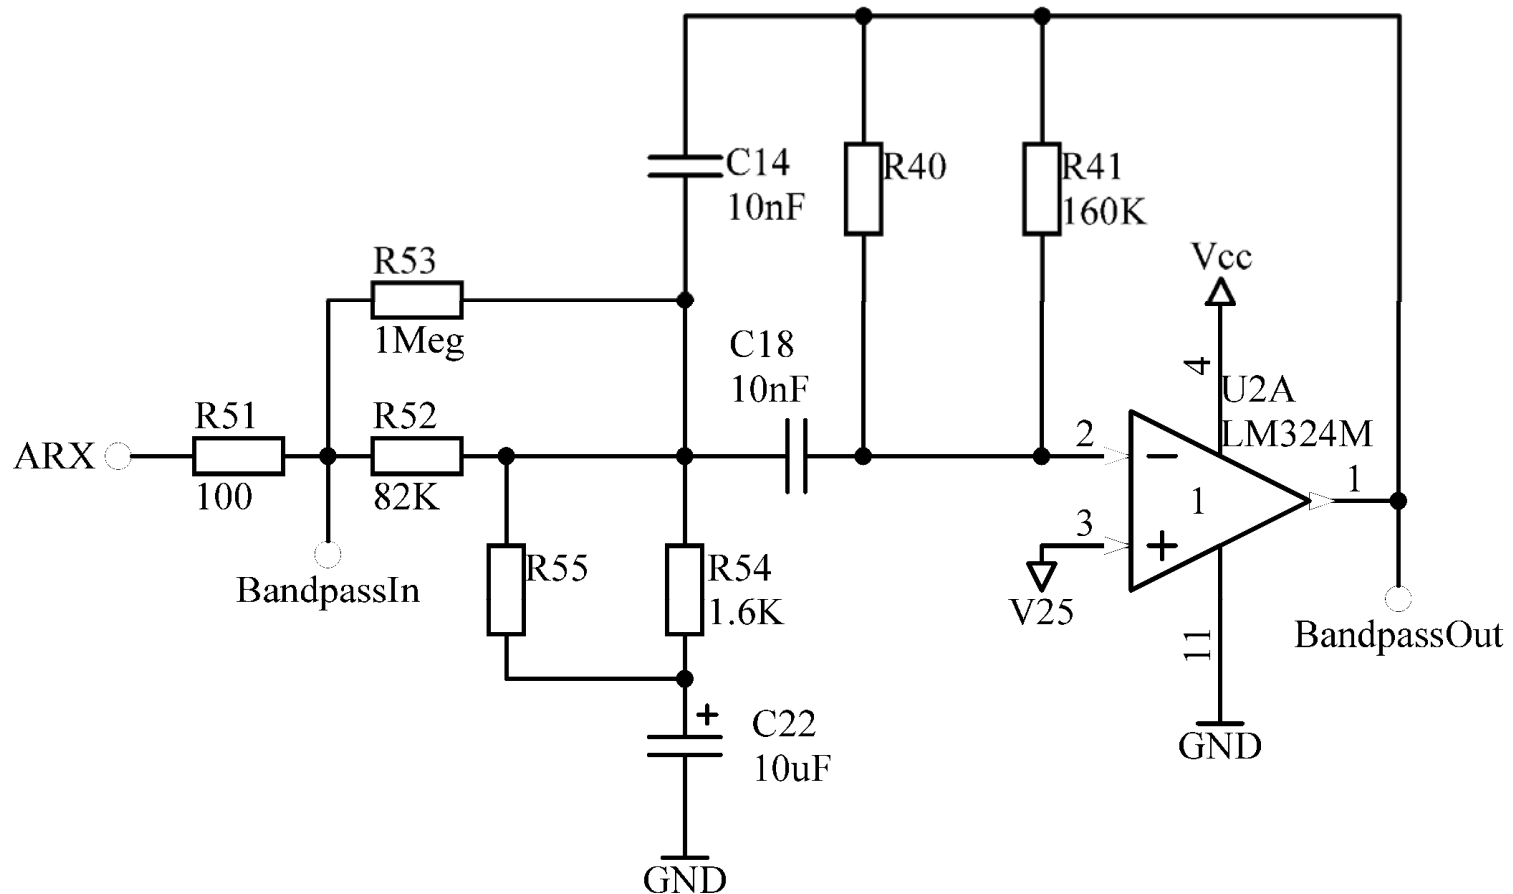 C14
10nF
R40
R41
160K
R53
1Meg
Vcc
C18
10nF
4
U2A
LM324M
R51
100
R52
82K
ARX
2
1
1
3
BandpassIn
R55
R54
1.6K
V25
11
BandpassOut
+
C22
10uF
GND
GND